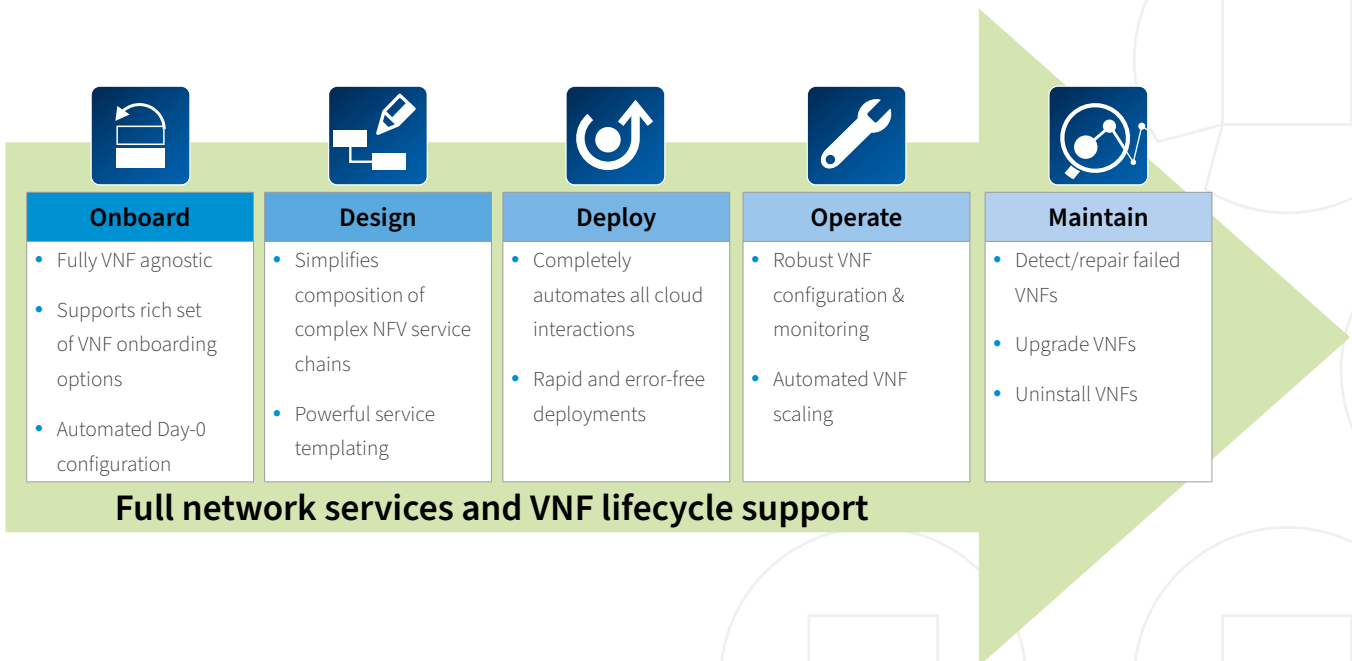 Onboard
Fully VNF agnostic
Supports rich set
of VNF onboarding
options
Automated Day-0
configuration
Design
Simplifies
composition of
complex NFV service
chains
Powerful service
templating
Deploy
Completely
automates all cloud
interactions
Rapid and error-free
deployments
Operate
Robust VNF
configuration &
monitoring
Automated VNF
scaling
Maintain
Detect/repair failed
VNFs
Upgrade VNFs
Uninstall VNFs
Full network services and VNF lifecycle support